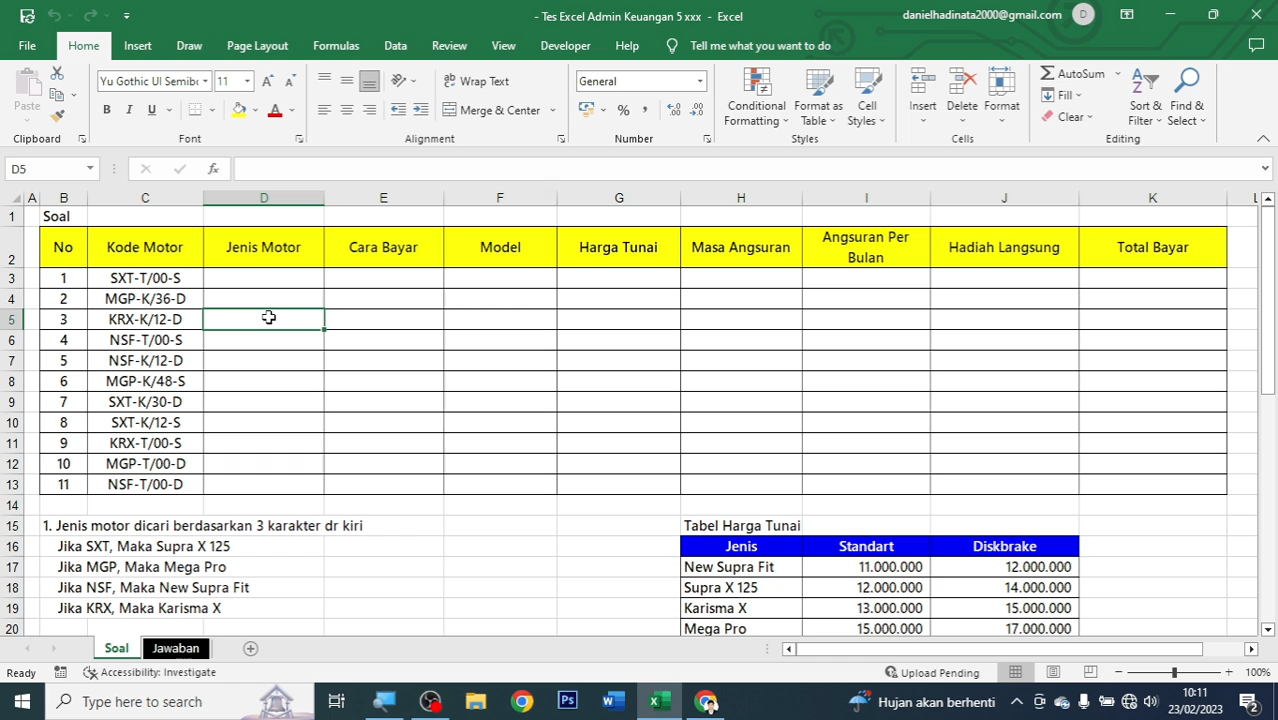 - Tes Excel Admin Keuangan 5 xxx - Excel
danielhadinata2000@gmail.com
D
File
Home
Insert
Draw
Page Layout
Formulas
Data
Review
View
Developer
Help
Tell me what you want to do
Paste
Yu Gothic UI Semib
11
Wrap Text
Merge & Center
General
Conditional Formatting
Format as Table
Cell Styles
Insert
Delete
Format
AutoSum
Fill
Clear
Sort & Filter
Find & Select
Clipboard
Font
Alignment
Number
Styles
Cells
Editing
D5
fx
A B C D E F G H I J K L
1 Soal
2 No Kode Motor Jenis Motor Cara Bayar Model Harga Tunai Masa Angsuran Angsuran Per Bulan Hadiah Langsung Total Bayar
3 1 SXT-T/00-S
4 2 MGP-K/36-D
5 3 KRX-K/12-D
6 4 NSF-T/00-S
7 5 NSF-K/12-D
8 6 MGP-K/48-S
9 7 SXT-K/30-D
10 8 SXT-K/12-S
11 9 KRX-T/00-S
12 10 MGP-T/00-D
13 11 NSF-T/00-D
14
15 1. Jenis motor dicari berdasarkan 3 karakter dr kiri Tabel Harga Tunai
16 Jika SXT, Maka Supra X 125 Jenis Standart Diskbrake
17 Jika MGP, Maka Mega Pro New Supra Fit 11.000.000 12.000.000
18 Jika NSF, Maka New Supra Fit Supra X 125 12.000.000 14.000.000
19 Jika KRX, Maka Karisma X Karisma X 13.000.000 15.000.000
20 Mega Pro 15.000.000 17.000.000
Soal
Jawaban
Ready
Accessibility: Investigate
Upload Pending
100%
Type here to search
Hujan akan berhenti
10:11
23/02/2023
2